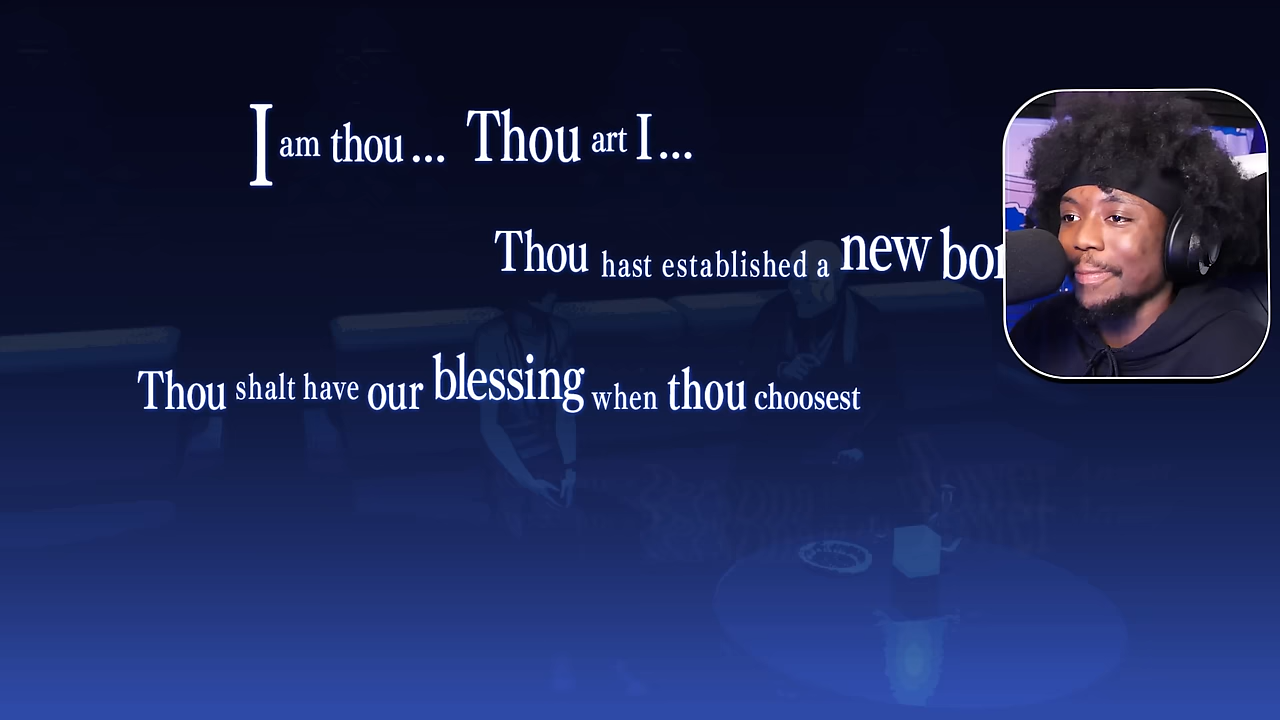 I am thou... Thou art I...
Thou hast established a new
Thou shalt have our blessing when thou choosest